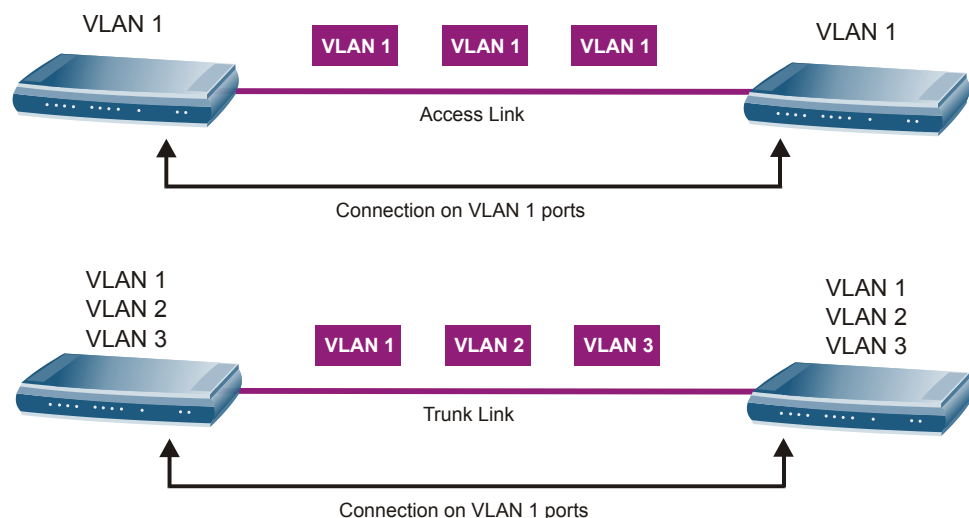 VLAN 1
VLAN 1 VLAN 1 VLAN 1
VLAN 1
Access Link
Connection on VLAN 1 ports
VLAN 1
VLAN 2
VLAN 3
VLAN 1 VLAN 2 VLAN 3
VLAN 1
VLAN 2
VLAN 3
Trunk Link
Connection on VLAN 1 ports